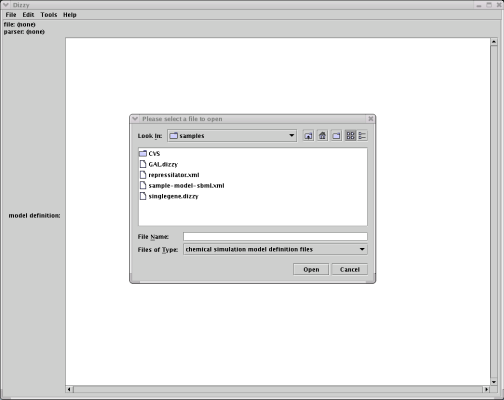 Dizzy
File Edit Tools Help
file: (none)
parser: (none)
Please select a file to open
Look In: samples
CVS
GAL.dizzy
repressilator.xml
sample-model-sbml.xml
singlegene.dizzy
model definition:
File Name:
Files of Type: chemical simulation model definition files
Open Cancel